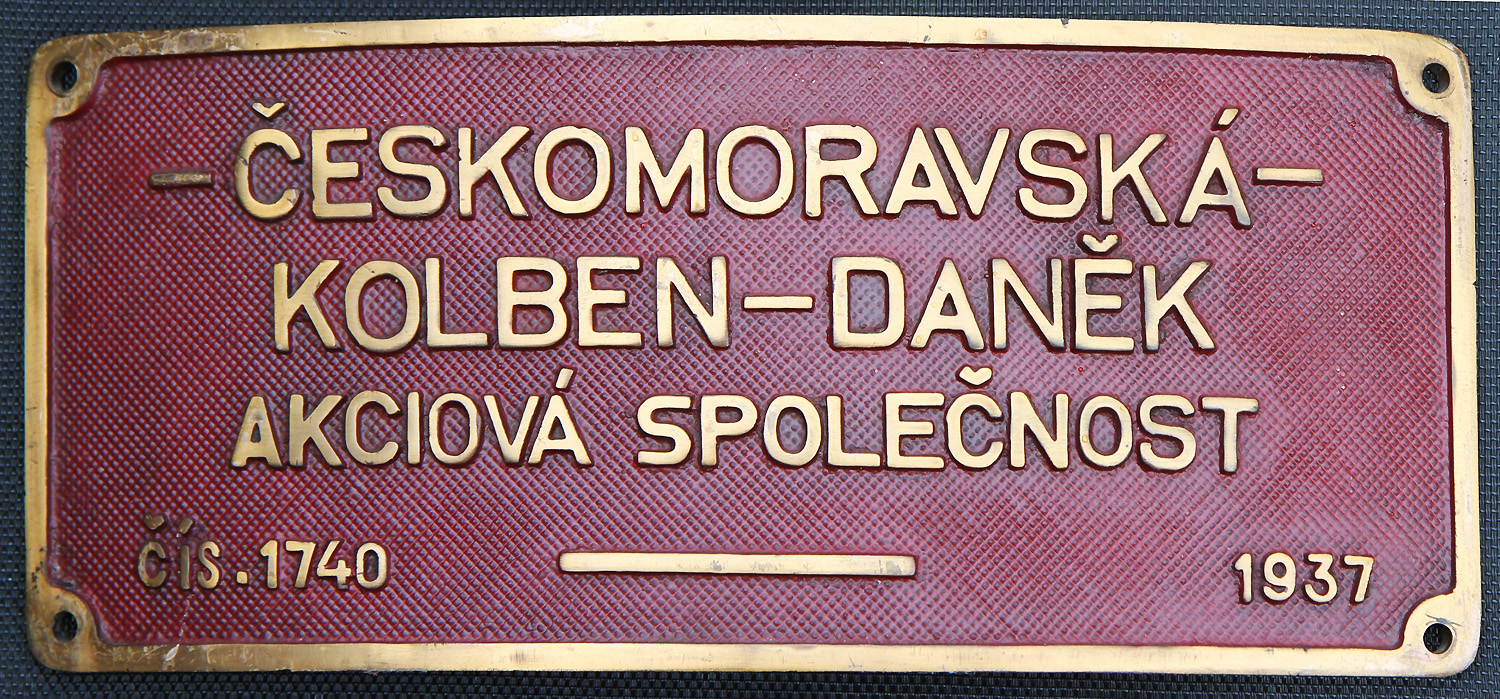 –ČESKOMORAVSKÁ–
KOLBEN–DANĚK
AKCIOVÁ SPOLEČNOST
ČÍS.1740 1937